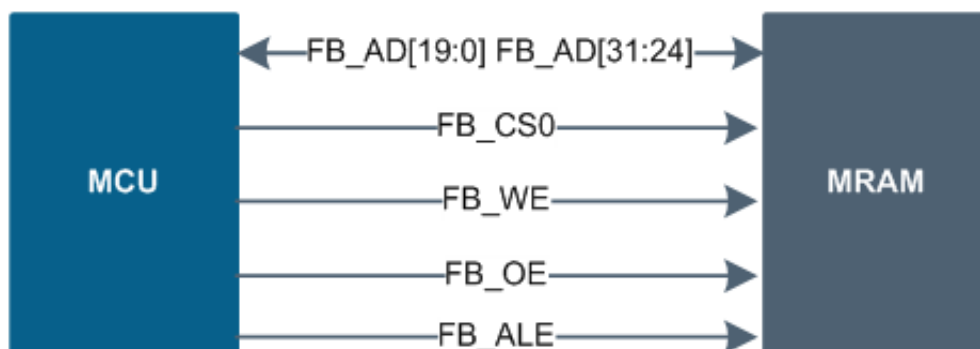 FB_AD[19:0] FB_AD[31:24]
FB_CS0
MCU
MRAM
FB_WE
FB_OE
FB_ALE